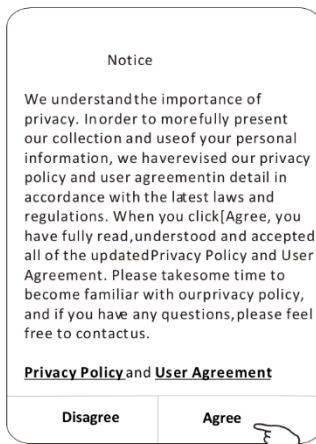 Notice
We understand the importance of
privacy. Inorder to morefully present
our collection and useof your personal
information, we haverevised our privacy
policy and user agreementin detail in
accordance with the latest laws and
regulations. When you click[Agree, you
have fully read,understood and accepted
all of the updatedPrivacy Policy and User
Agreement. Please takesome time to
become familiar with ourprivacy policy,
and if you have any questions,please feel
free to contactus.
Privacy Policy and User Agreement
Disagree Agree